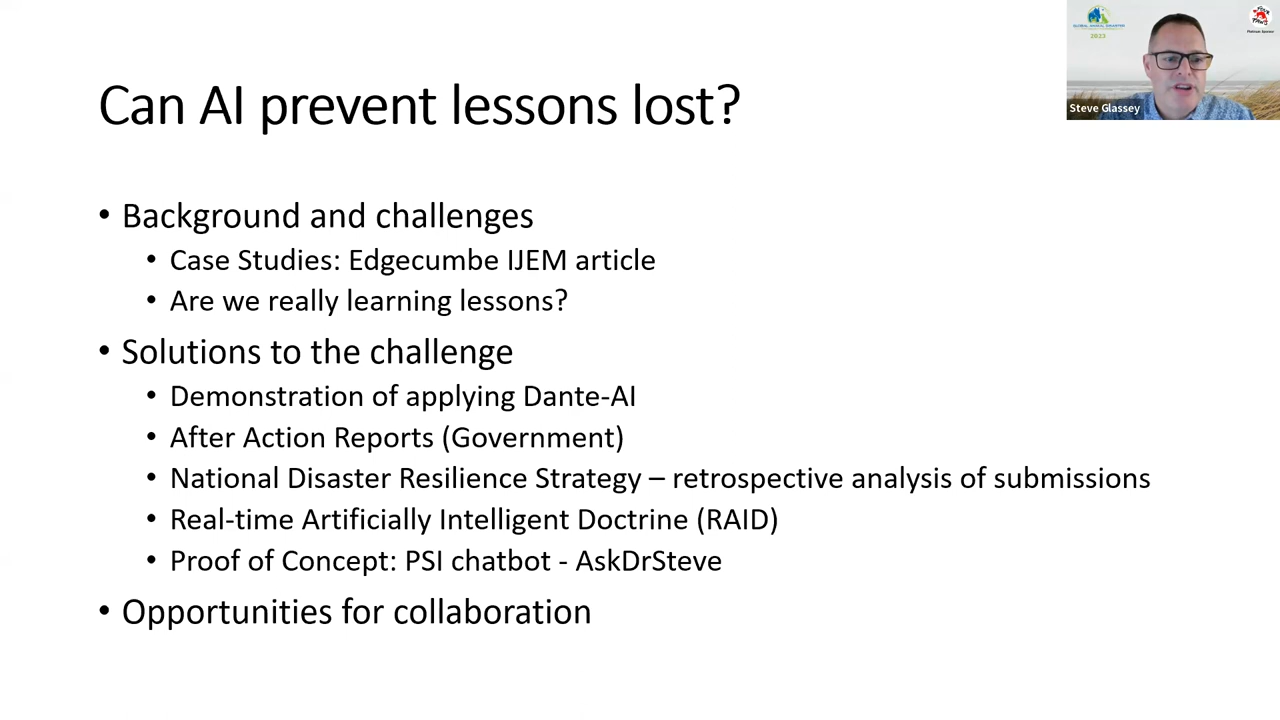 Can AI prevent lessons lost?
GLOBAL ANIMAL DISASTER
2023
Platinum Sponsor
Steve Glassey
• Background and challenges
• Case Studies: Edgecumbe IJEM article
• Are we really learning lessons?
• Solutions to the challenge
• Demonstration of applying Dante-AI
• After Action Reports (Government)
• National Disaster Resilience Strategy – retrospective analysis of submissions
• Real-time Artificially Intelligent Doctrine (RAID)
• Proof of Concept: PSI chatbot - AskDrSteve
• Opportunities for collaboration